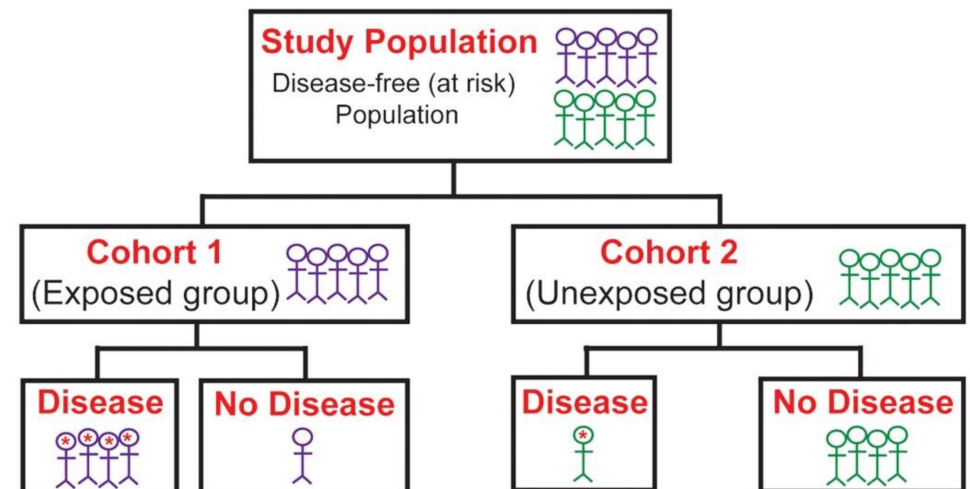 Study Population
Disease-free (at risk)
Population
Cohort 1
(Exposed group)
Cohort 2
(Unexposed group)
Disease
No Disease
Disease
No Disease